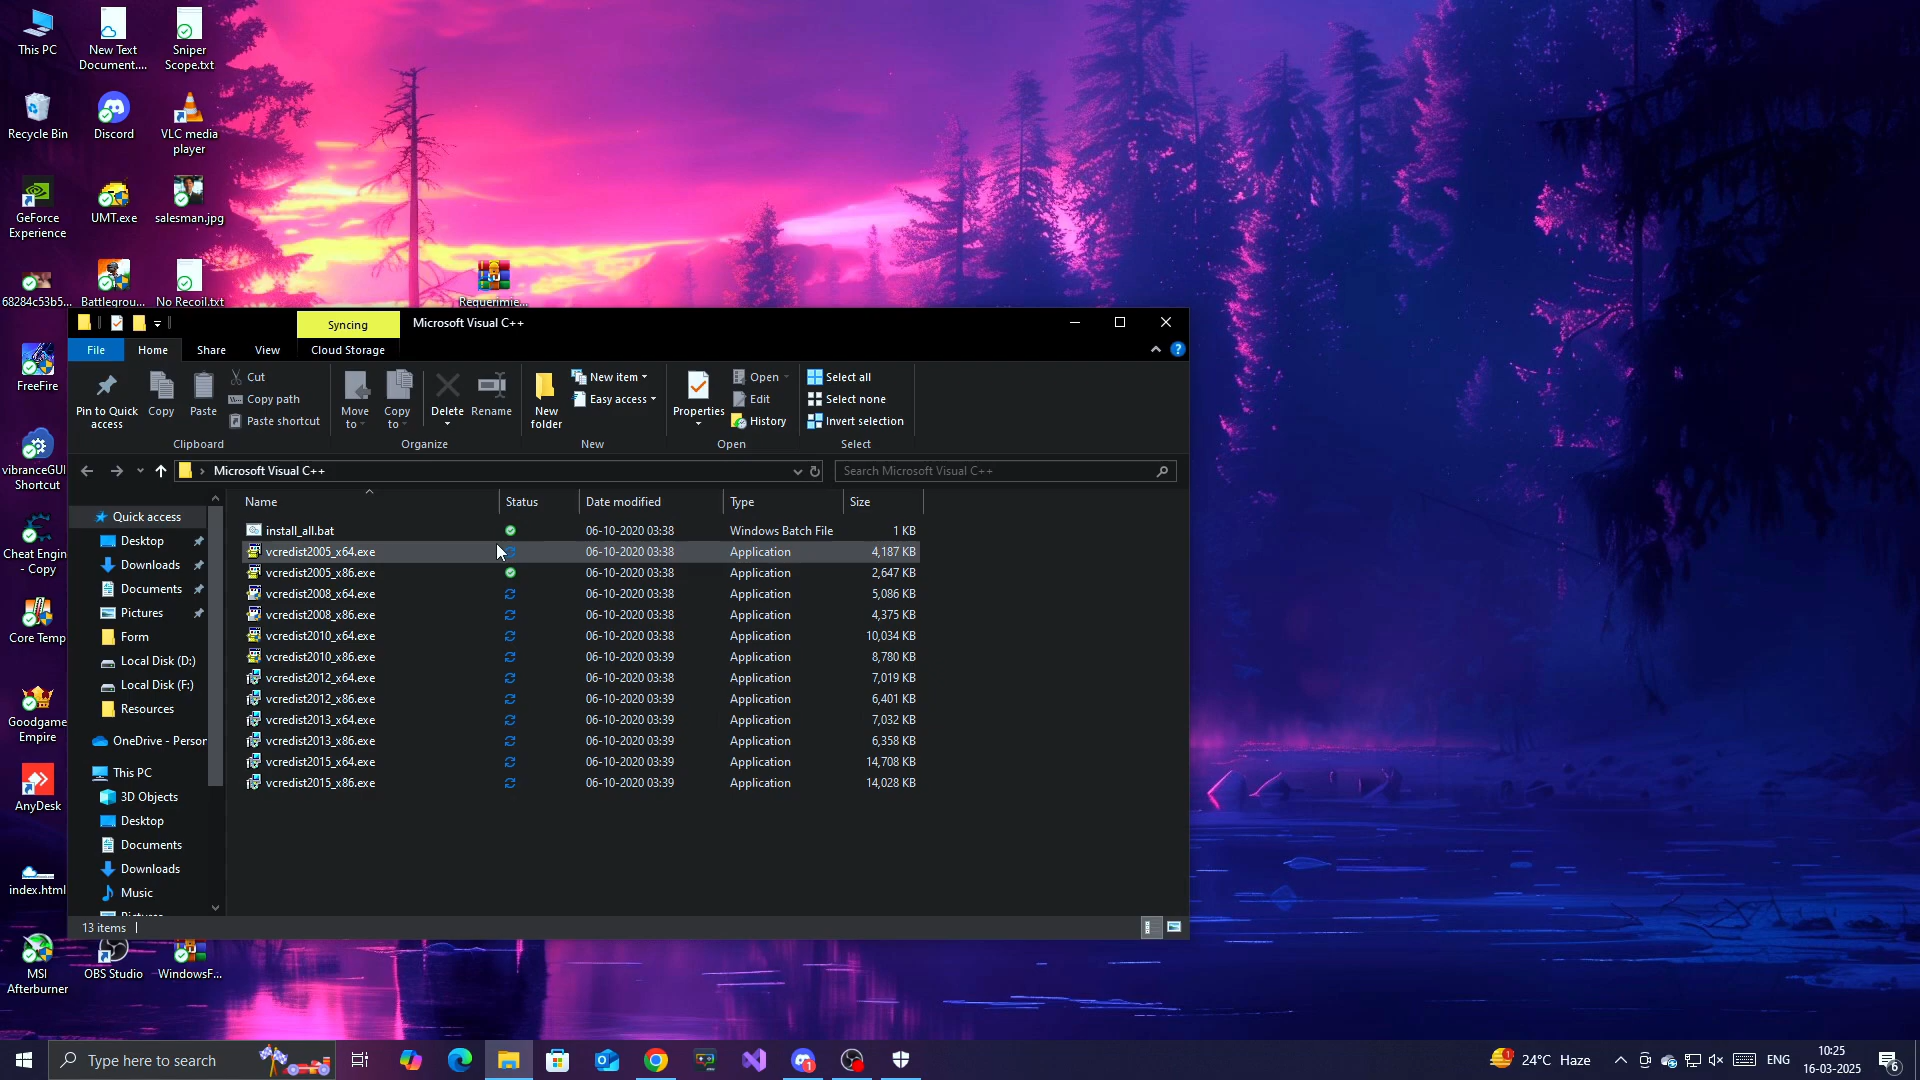 This PC
New Text
Document....
Sniper
Scope.txt
Recycle Bin
Discord
VLC media
player
GeForce
Experience
UMT.exe
salesman.jpg
68284c53b5...
Battlegrou...
No Recoil.txt
Requerimie...
FreeFire
vibranceGUI
Shortcut
Cheat Engin
- Copy
Core Temp
Goodgame
Empire
AnyDesk
index.html
MSI
Afterburner
OBS Studio
WindowsF...
Syncing
Microsoft Visual C++
File
Home
Share
View
Cloud Storage
Pin to Quick
access
Copy
Paste
Cut
Copy path
Paste shortcut
Clipboard
Move
to
Copy
to
Delete
Rename
Organize
New
folder
New item
Easy access
New
Properties
Open
Edit
History
Open
Select all
Select none
Invert selection
Select
Microsoft Visual C++
Search Microsoft Visual C++
Quick access
Desktop
Downloads
Documents
Pictures
Form
Local Disk (D:)
Local Disk (F:)
Resources
OneDrive - Person
This PC
3D Objects
Desktop
Documents
Downloads
Music
Pictures
Name Status Date modified Type Size
install_all.bat 06-10-2020 03:38 Windows Batch File 1 KB
vcredist2005_x64.exe 06-10-2020 03:38 Application 4,187 KB
vcredist2005_x86.exe 06-10-2020 03:38 Application 2,647 KB
vcredist2008_x64.exe 06-10-2020 03:38 Application 5,086 KB
vcredist2008_x86.exe 06-10-2020 03:38 Application 4,375 KB
vcredist2010_x64.exe 06-10-2020 03:38 Application 10,034 KB
vcredist2010_x86.exe 06-10-2020 03:39 Application 8,780 KB
vcredist2012_x64.exe 06-10-2020 03:38 Application 7,019 KB
vcredist2012_x86.exe 06-10-2020 03:39 Application 6,401 KB
vcredist2013_x64.exe 06-10-2020 03:39 Application 7,032 KB
vcredist2013_x86.exe 06-10-2020 03:39 Application 6,358 KB
vcredist2015_x64.exe 06-10-2020 03:39 Application 14,708 KB
vcredist2015_x86.exe 06-10-2020 03:39 Application 14,028 KB
13 items
Type here to search
24°C Haze
ENG
10:25
16-03-2025
6